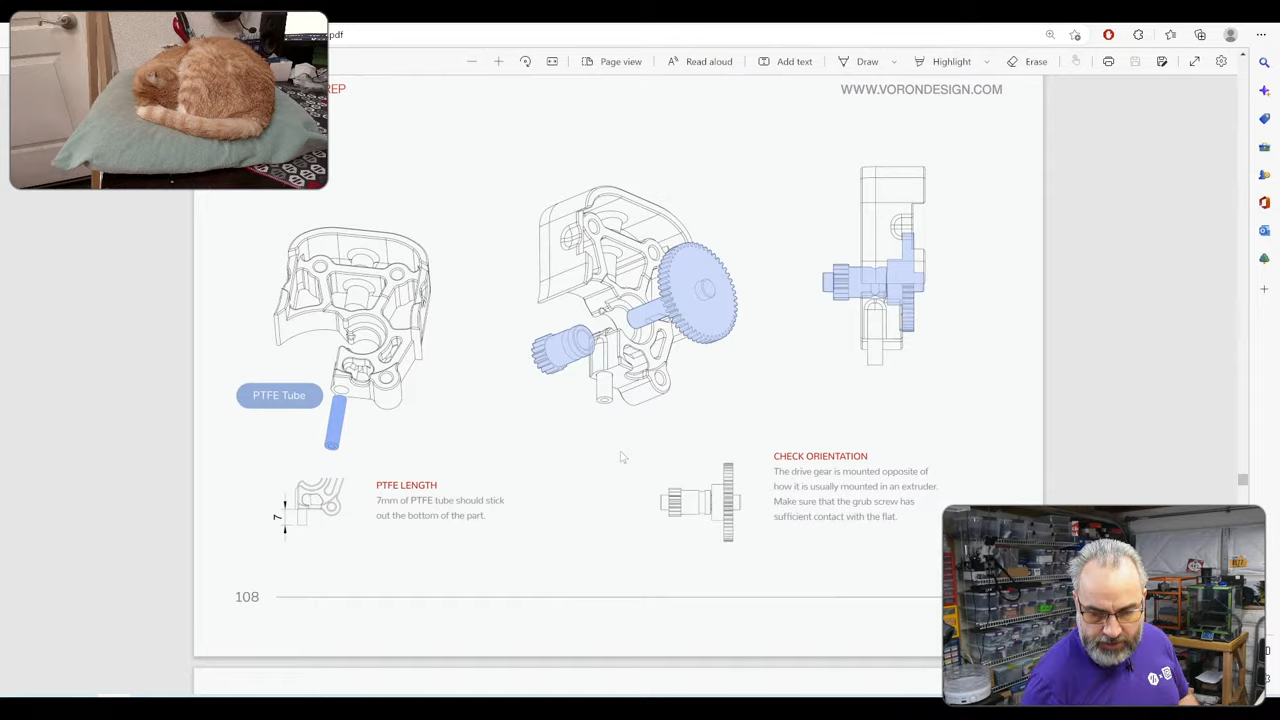 pdf
Page view
Read aloud
Add text
Draw
Highlight
Erase
REP
WWW.VORONDESIGN.COM
PTFE Tube
PTFE LENGTH
7mm of PTFE tube should stick
out the bottom of the part.
7
CHECK ORIENTATION
The drive gear is mounted opposite of
how it is usually mounted in an extruder.
Make sure that the grub screw has
sufficient contact with the flat.
108